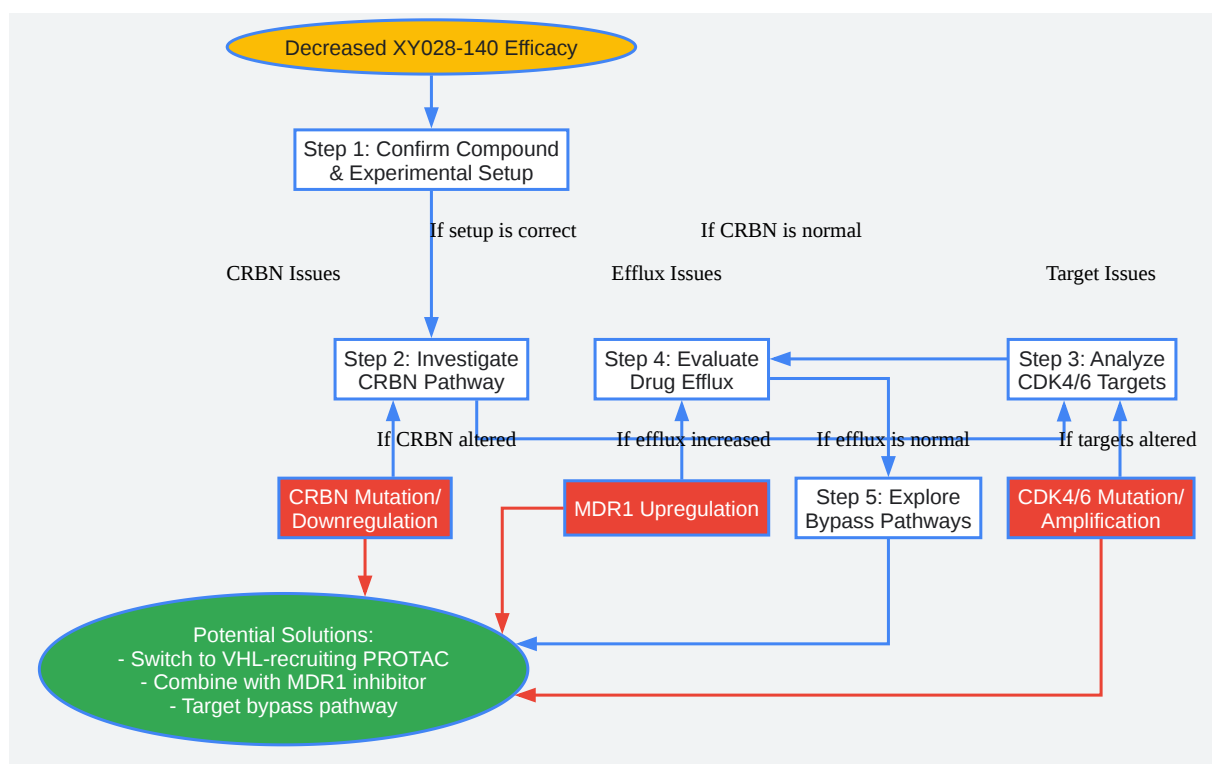 Decreased XY028-140 Efficacy
Step 1: Confirm Compound
& Experimental Setup
If setup is correct
If CRBN is normal
CRBN Issues
Efflux Issues
Target Issues
Step 2: Investigate
CRBN Pathway
Step 4: Evaluate
Drug Efflux
Step 3: Analyze
CDK4/6 Targets
If CRBN altered
If efflux increased
If efflux is normal
If targets altered
CRBN Mutation/
Downregulation
MDR1 Upregulation
Step 5: Explore
Bypass Pathways
CDK4/6 Mutation/
Amplification
Potential Solutions:
- Switch to VHL-recruiting PROTAC
- Combine with MDR1 inhibitor
- Target bypass pathway